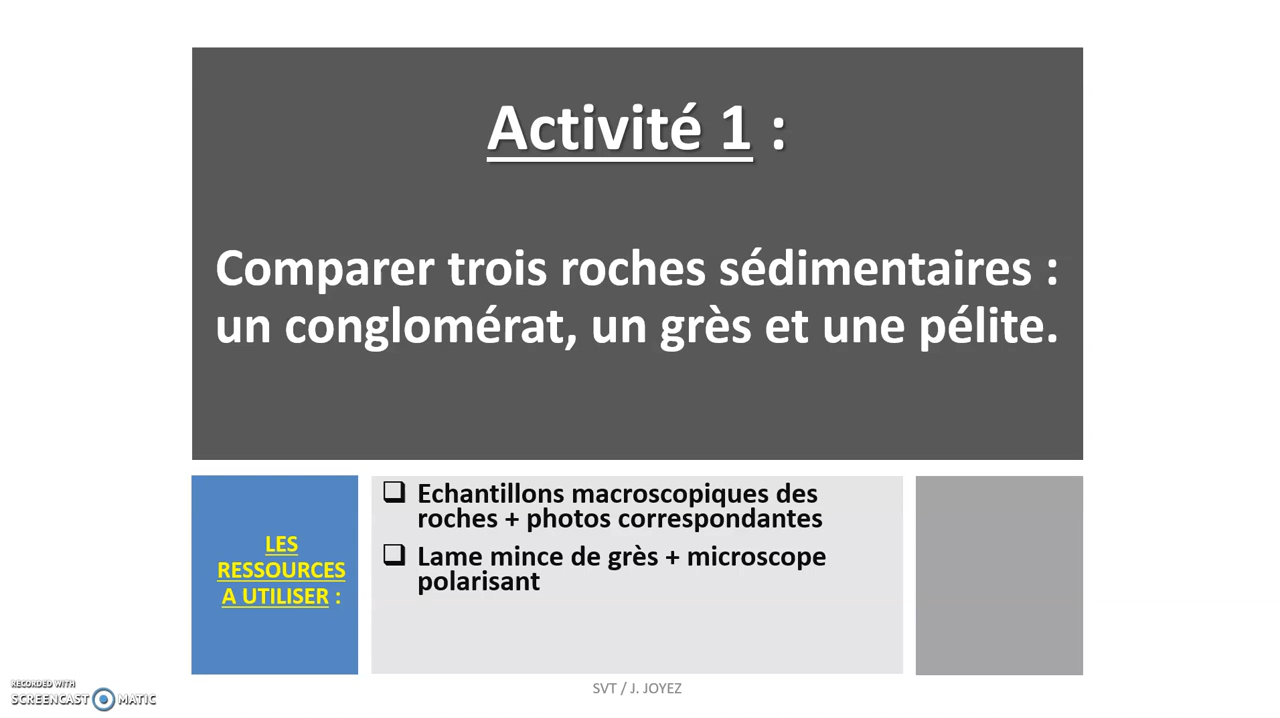 Activité 1 :
Comparer trois roches sédimentaires :
un conglomérat, un grès et une pélite.
LES
RESSOURCES
A UTILISER :
Echantillons macroscopiques des
roches + photos correspondantes
Lame mince de grès + microscope
polarisant
SVT / J. JOYEZ
RECORDED WITH
SCREENCAST MATIC